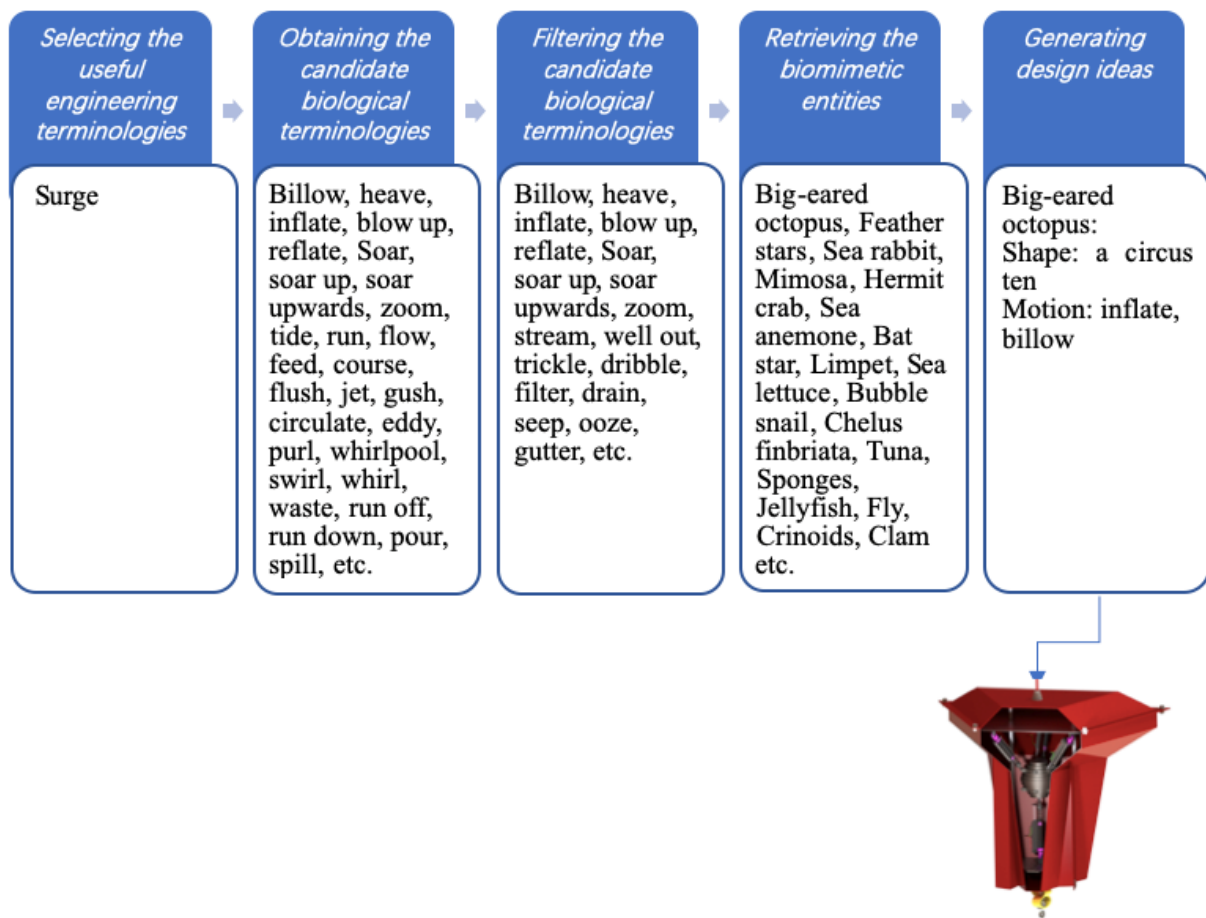 Selecting the
useful
engineering
terminologies
Surge
Obtaining the
candidate
biological
terminologies
Billow, heave,
inflate, blow up,
reflate, Soar,
soar up, soar
upwards, zoom,
tide, run, flow,
feed, course,
flush, jet, gush,
circulate, eddy,
purl, whirlpool,
swirl, whirl,
waste, run off,
run down, pour,
spill, etc.
Filtering the
candidate
biological
terminologies
Billow, heave,
inflate, blow up,
reflate, Soar,
soar up, soar
upwards, zoom,
stream, well out,
trickle, dribble,
filter, drain,
seep, ooze,
gutter, etc.
Retrieving the
biomimetic
entities
Big-eared
octopus, Feather
stars, Sea rabbit,
Mimosa, Hermit
crab, Sea
anemone, Bat
star, Limpet, Sea
lettuce, Bubble
snail, Chelus
finbriata, Tuna,
Sponges,
Jellyfish, Fly,
Crinoids, Clam
etc.
Generating
design ideas
Big-eared
octopus:
Shape: a circus
ten
Motion: inflate,
billow